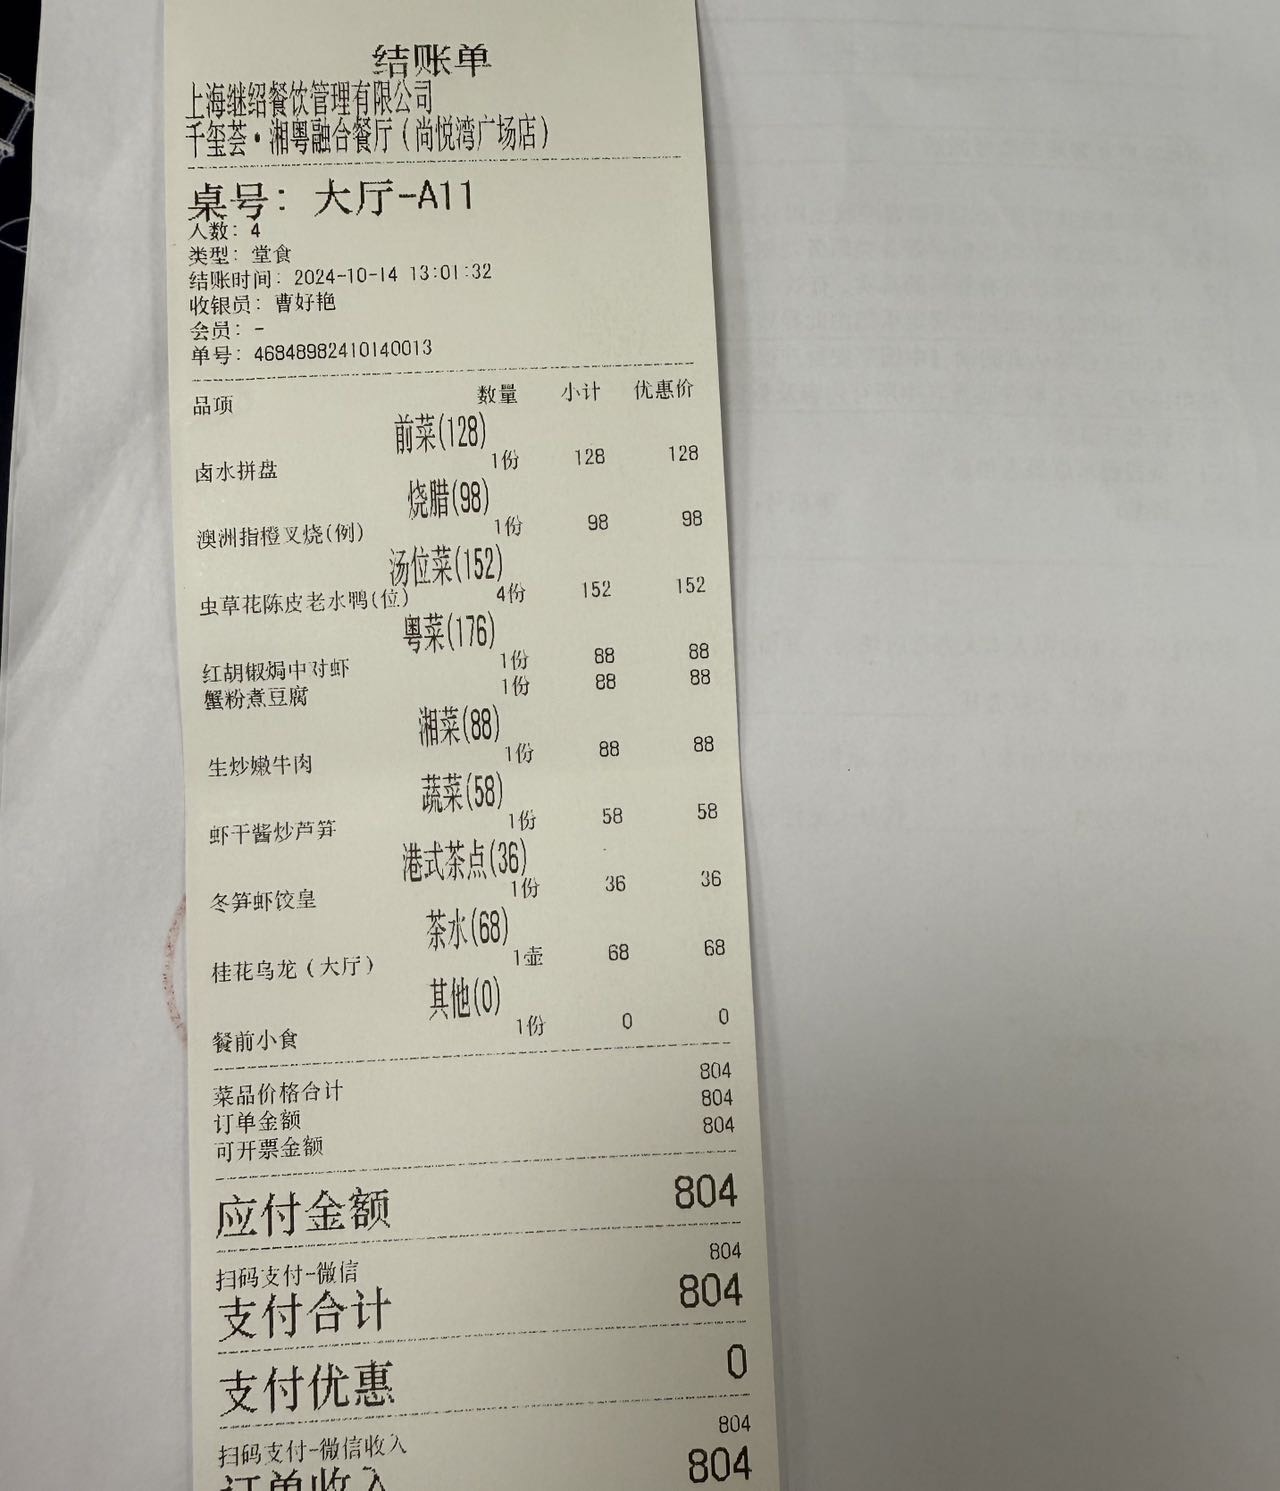 结账单
上海继绍餐饮管理有限公司
千玺荟·湘粤融合餐厅(尚悦湾广场店)
桌号: 大厅-A11
人数: 4
类型: 堂食
结账时间: 2024-10-14 13:01:32
收银员: 曹好艳
会员: -
单号: 46848982410140013
品项 数量 小计 优惠价
前菜(128)
卤水拼盘 1份 128 128
烧腊(98)
澳洲指橙叉烧(例) 1份 98 98
汤位菜(152)
虫草花陈皮老水鸭(位) 4份 152 152
粤菜(176)
红胡椒焗中对虾 1份 88 88
蟹粉煮豆腐 1份 88 88
湘菜(88)
生炒嫩牛肉 1份 88 88
蔬菜(58)
虾干酱炒芦笋 1份 58 58
港式茶点(36)
冬笋虾饺皇 1份 36 36
茶水(68)
桂花乌龙(大厅) 1壶 68 68
其他(0)
餐前小食 1份 0 0
菜品价格合计 804
订单金额 804
可开票金额 804
应付金额 804
扫码支付-微信 804
支付合计 804
支付优惠 0
扫码支付-微信收入 804
订单收入 804